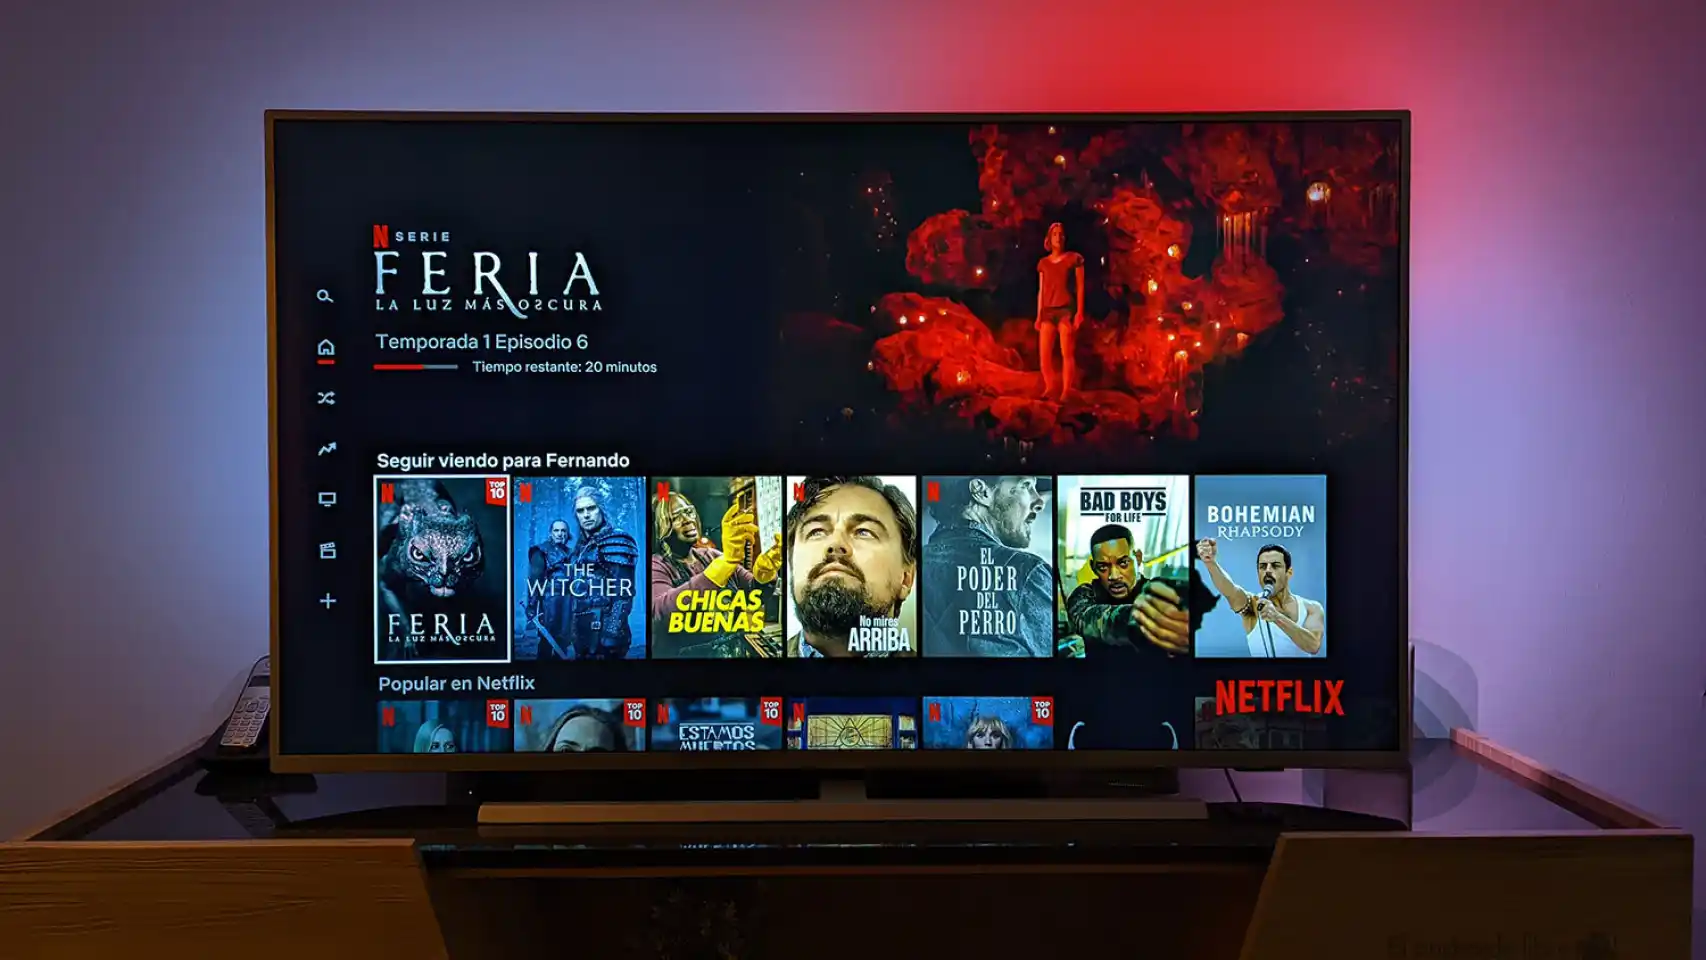 N SERIE
FERIA
LA LUZ MÁS OSCURA
Temporada 1 Episodio 6
Tiempo restante: 20 minutos
Seguir viendo para Fernando
N
TOP
10
FERIA
LA LUZ MÁS OSCURA
N
THE
WITCHER
N
CHICAS
BUENAS
N
No mires
ARRIBA
N
EL
PODER
DEL
PERRO
BAD BOYS
FOR LIFE
BOHEMIAN
RHAPSODY
Popular en Netflix
NETFLIX
N
TOP
10
N
TOP
10
N
TOP
10
ESTAMOS
MUERTOS
N
N
TOP
10